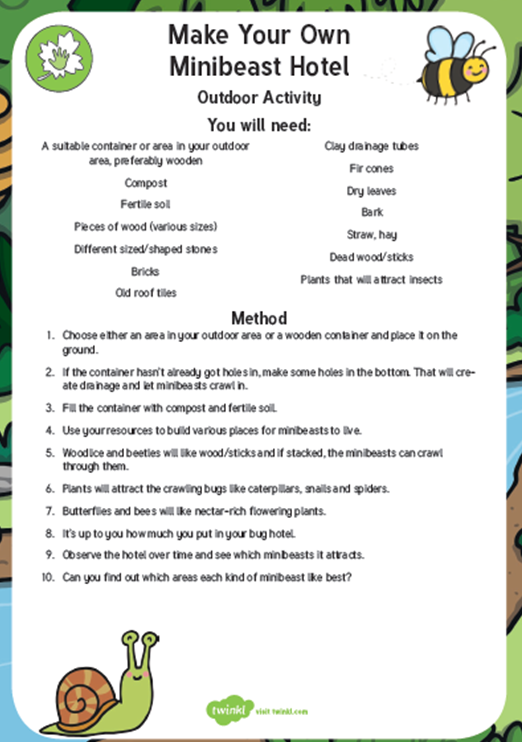 Make Your Own
Minibeast Hotel
Outdoor Activity
You will need:
A suitable container or area in your outdoor
area, preferably wooden
Compost
Fertile soil
Pieces of wood (various sizes)
Different sized/shaped stones
Bricks
Old roof tiles
Clay drainage tubes
Fir cones
Dry leaves
Bark
Straw, hay
Dead wood/sticks
Plants that will attract insects
Method
1. Choose either an area in your outdoor area or a wooden container and place it on the
ground.
2. If the container hasn't already got holes in, make some holes in the bottom. That will cre-
ate drainage and let minibeasts crawl in.
3. Fill the container with compost and fertile soil.
4. Use your resources to build various places for minibeasts to live.
5. Woodlice and beetles will like wood/sticks and if stacked, the minibeasts can crawl
through them.
6. Plants will attract the crawling bugs like caterpillars, snails and spiders.
7. Butterflies and bees will like nectar-rich flowering plants.
8. It's up to you how much you put in your bug hotel.
9. Observe the hotel over time and see which minibeasts it attracts.
10. Can you find out which areas each kind of minibeast like best?
twinkl visit twinkl.com